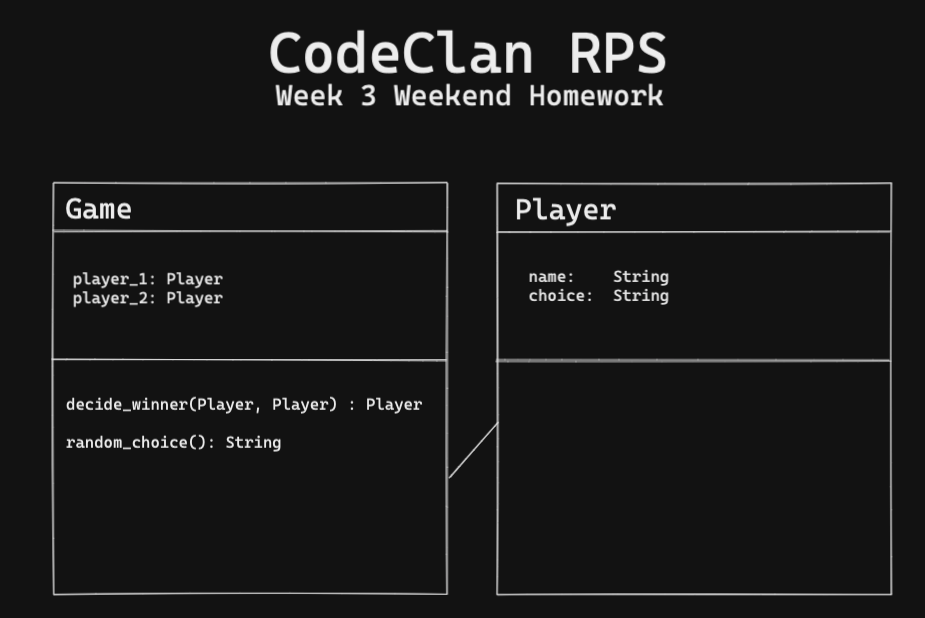 CodeClan RPS
Week 3 Weekend Homework
Game
player_1: Player
player_2: Player
decide_winner(Player, Player) : Player
random_choice(): String
Player
name: String
choice: String